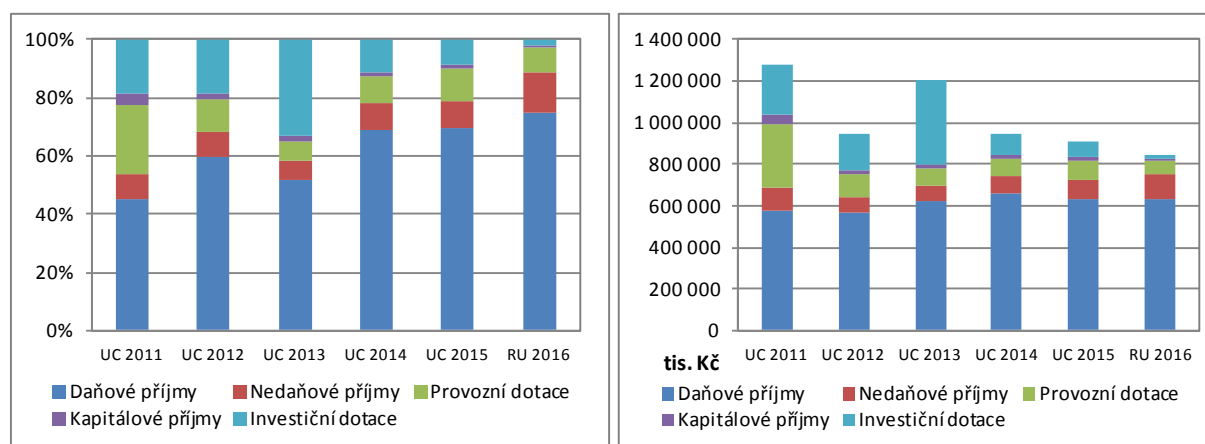 100%
80%
60%
40%
20%
0%
UC 2011 UC 2012 UC 2013 UC 2014 UC 2015 RU 2016
Daňové příjmy Nedaňové příjmy Provozní dotace
Kapitálové příjmy Investiční dotace
1 400 000
1 200 000
1 000 000
800 000
600 000
400 000
200 000
0
UC 2011 UC 2012 UC 2013 UC 2014 UC 2015 RU 2016
tis. Kč
Daňové příjmy Nedaňové příjmy Provozní dotace
Kapitálové příjmy Investiční dotace